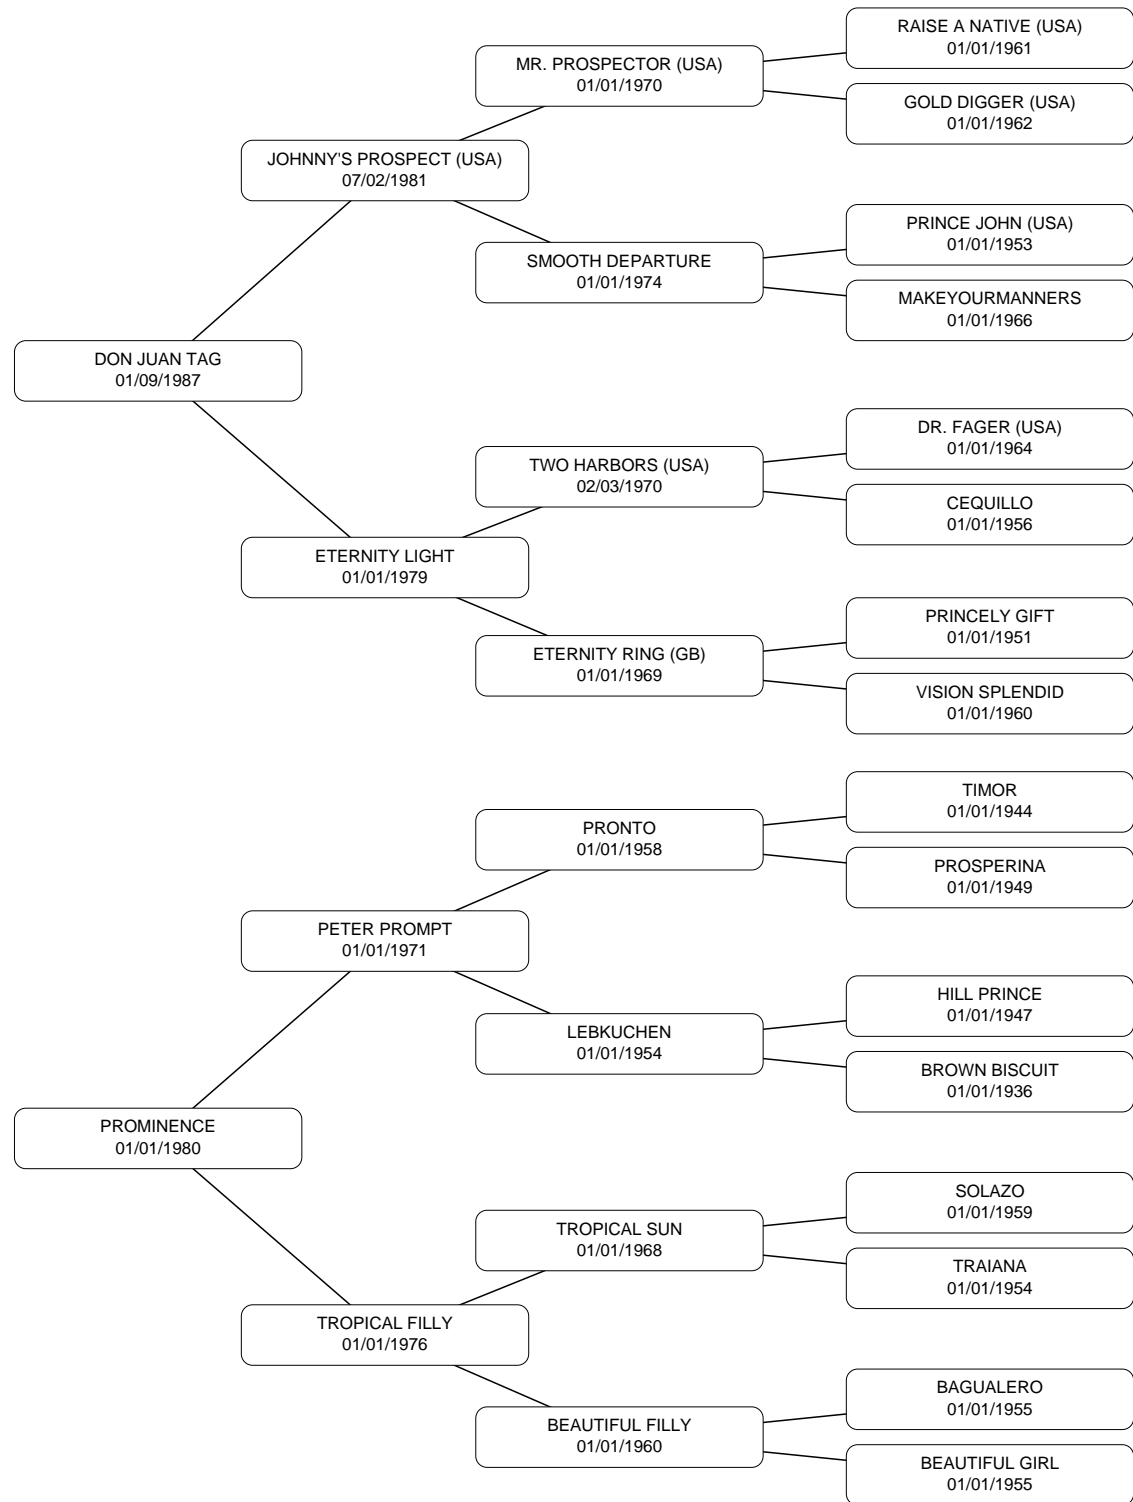 RAISE A NATIVE (USA)
01/01/1961
MR. PROSPECTOR (USA)
01/01/1970
GOLD DIGGER (USA)
01/01/1962
JOHNNY'S PROSPECT (USA)
07/02/1981
PRINCE JOHN (USA)
01/01/1953
SMOOTH DEPARTURE
01/01/1974
MAKEYOURMANNERS
01/01/1966
DON JUAN TAG
01/09/1987
DR. FAGER (USA)
01/01/1964
TWO HARBORS (USA)
02/03/1970
CEQUILLO
01/01/1956
ETERNITY LIGHT
01/01/1979
PRINCELY GIFT
01/01/1951
ETERNITY RING (GB)
01/01/1969
VISION SPLENDID
01/01/1960
TIMOR
01/01/1944
PRONTO
01/01/1958
PROSPERINA
01/01/1949
PETER PROMPT
01/01/1971
HILL PRINCE
01/01/1947
LEBKUCHEN
01/01/1954
BROWN BISCUIT
01/01/1936
PROMINENCE
01/01/1980
SOLAZO
01/01/1959
TROPICAL SUN
01/01/1968
TRAIANA
01/01/1954
TROPICAL FILLY
01/01/1976
BAGUALERO
01/01/1955
BEAUTIFUL FILLY
01/01/1960
BEAUTIFUL GIRL
01/01/1955